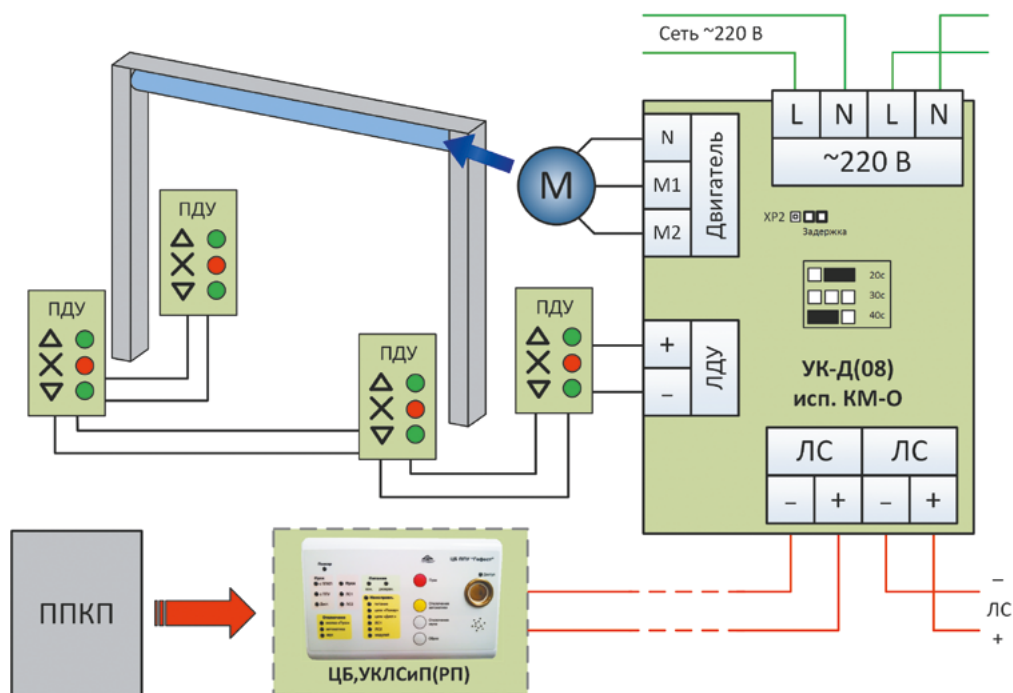 Сеть ~220 В
L N L N
~220 В
N
M1
M2
Двигатель
М
XP2
Задержка
20с
30с
40с
ПДУ
ПДУ
ПДУ
ПДУ
+
–
ЛДУ
УК-Д(08)
исп. КМ-О
ЛС ЛС
– + – +
–
ЛС
+
ППКП
ЦБ,УКЛСиП(РП)